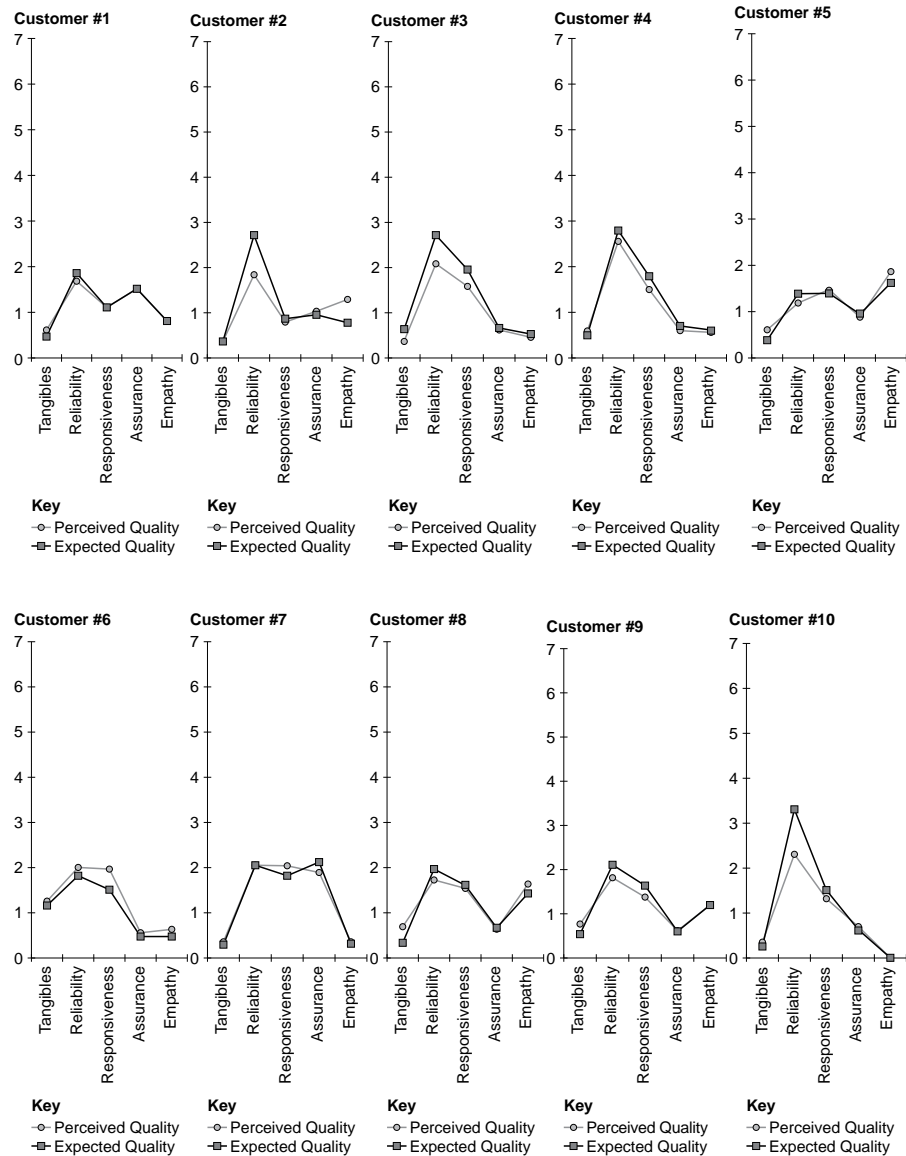 Customer #1
7
6
5
4
3
2
1
0
Tangibles
Reliability
Responsiveness
Assurance
Empathy
Key
Perceived Quality
Expected Quality
Customer #2
7
6
5
4
3
2
1
0
Tangibles
Reliability
Responsiveness
Assurance
Empathy
Key
Perceived Quality
Expected Quality
Customer #3
7
6
5
4
3
2
1
0
Tangibles
Reliability
Responsiveness
Assurance
Empathy
Key
Perceived Quality
Expected Quality
Customer #4
7
6
5
4
3
2
1
0
Tangibles
Reliability
Responsiveness
Assurance
Empathy
Key
Perceived Quality
Expected Quality
Customer #5
7
6
5
4
3
2
1
0
Tangibles
Reliability
Responsiveness
Assurance
Empathy
Key
Perceived Quality
Expected Quality
Customer #6
7
6
5
4
3
2
1
0
Tangibles
Reliability
Responsiveness
Assurance
Empathy
Key
Perceived Quality
Expected Quality
Customer #7
7
6
5
4
3
2
1
0
Tangibles
Reliability
Responsiveness
Assurance
Empathy
Key
Perceived Quality
Expected Quality
Customer #8
7
6
5
4
3
2
1
0
Tangibles
Reliability
Responsiveness
Assurance
Empathy
Key
Perceived Quality
Expected Quality
Customer #9
7
6
5
4
3
2
1
0
Tangibles
Reliability
Responsiveness
Assurance
Empathy
Key
Perceived Quality
Expected Quality
Customer #10
7
6
5
4
3
2
1
0
Tangibles
Reliability
Responsiveness
Assurance
Empathy
Key
Perceived Quality
Expected Quality